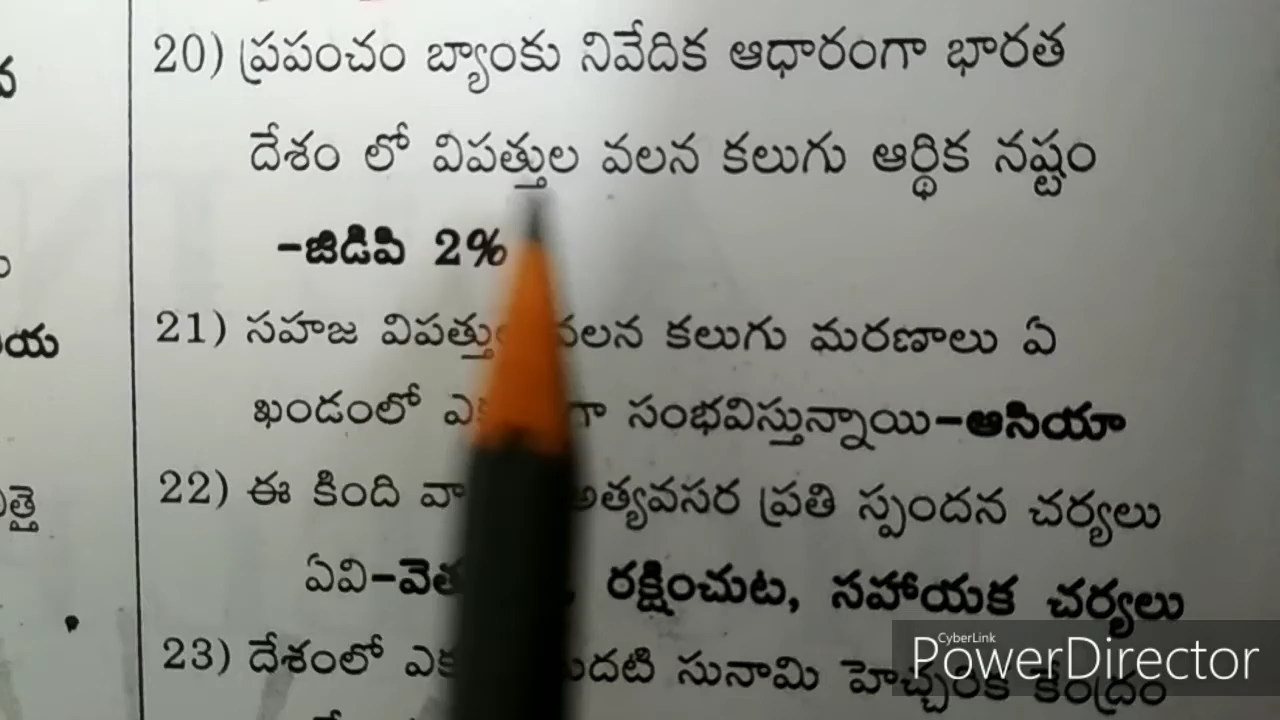 20) ప్రపంచం బ్యాంకు నివేదిక ఆధారంగా భారత
దేశం లో విపత్తుల వలన కలుగు ఆర్థిక నష్టం
-జిడిపి 2%
21) సహజ విపత్తుల వలన కలుగు మరణాలు ఏ
ఖండంలో సంభవిస్తున్నాయి-ఆసియా
22) ఈ కింది అత్యవసర ప్రతి స్పందన చర్యలు
ఏవి- రక్షించుట, సహాయక చర్యలు
23) దేశంలో సునామి హెచ్చరిక కేంద్రం
CyberLink
PowerDirector